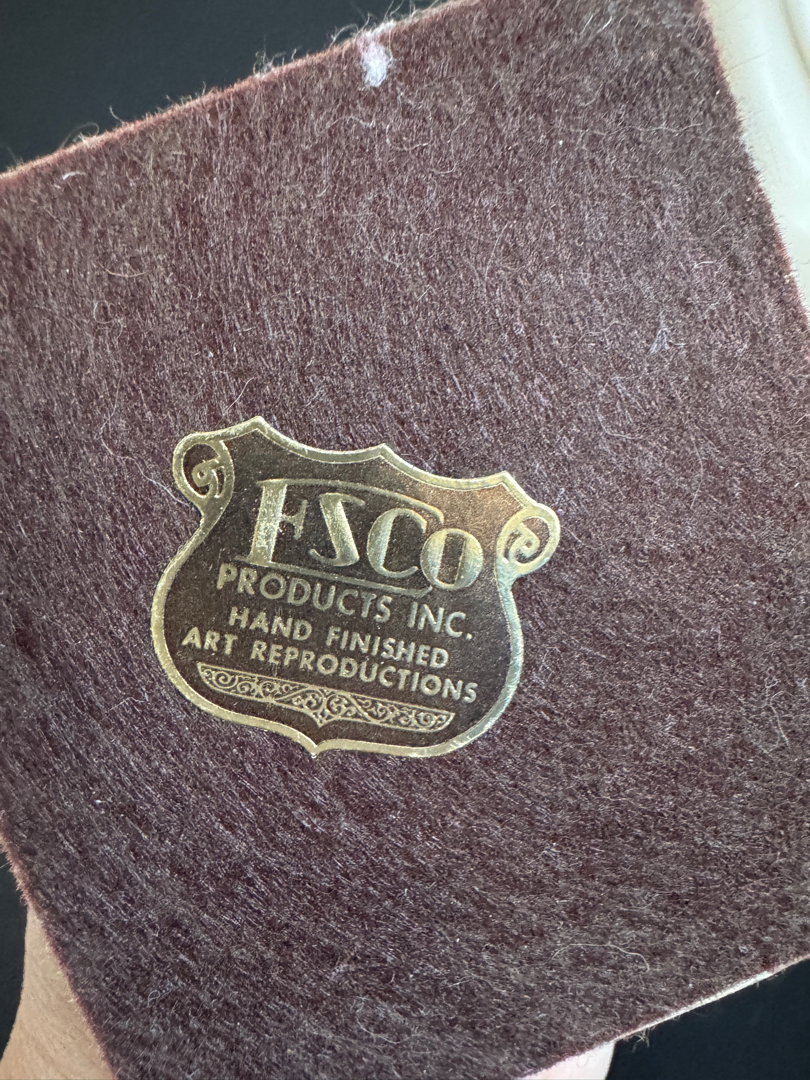 ESCO
PRODUCTS INC.
HAND FINISHED
ART REPRODUCTIONS